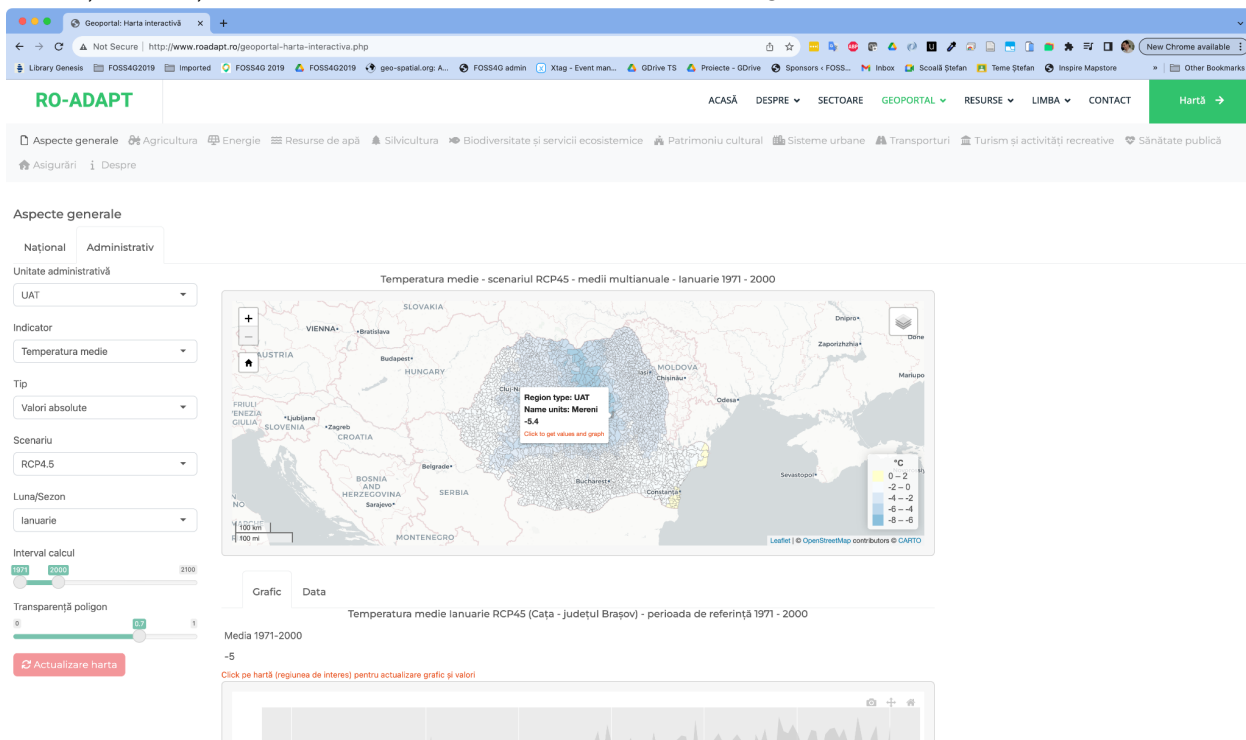 Geoportal: Harta interactivă
Not Secure | http://www.roadapt.ro/geoportal-harta-interactiva.php
New Chrome available
Library Genesis FOSS4G2019 Imported FOSS4G 2019 FOSS4G2019 geo-spatial.org: A... FOSS4G admin Xtag - Event man... GDrive TS Proiecte - GDrive Sponsors ‹ FOSS... Inbox Scoală Ștefan Teme Ștefan Inspire Mapstore » Other Bookmarks
RO-ADAPT
ACASĂ DESPRE SECTOARE GEOPORTAL RESURSE LIMBA CONTACT Hartă
Aspecte generale Agricultura Energie Resurse de apă Silvicultura Biodiversitate și servicii ecosistemice Patrimoniu cultural Sisteme urbane Transporturi Turism și activități recreative Sănătate publică
Asigurări Despre
Aspecte generale
Național Administrativ
Unitate administrativă
UAT
Indicator
Temperatura medie
Tip
Valori absolute
Scenariu
RCP4.5
Luna/Sezon
Ianuarie
Interval calcul
1971 2000 2100
Transparență poligon
0 0.7 1
Actualizare harta
Temperatura medie - scenariul RCP45 - medii multianuale - Ianuarie 1971 - 2000
+
−
SLOVAKIA
VIENNA
Bratislava
AUSTRIA
Budapest
HUNGARY
MOLDOVA
Iași
Chișinău
Cluj-N
Dnipro
Zaporizhzhia
Done
Mariupo
Odesa
FRIULI
VENEZIA
GIULIA
Ljubljana
SLOVENIA
Zagreb
CROATIA
Region type: UAT
Name units: Mereni
-5.4
Click to get values and graph
Belgrade
BOSNIA
AND
HERZEGOVINA
SERBIA
Sarajevo
Bucharest
Constanța
Sevastopol
MONTENEGRO
100 km
100 mi
°C
0 – 2
-2 – 0
-4 – -2
-6 – -4
-8 – -6
Leaflet | © OpenStreetMap contributors © CARTO
Grafic Data
Temperatura medie Ianuarie RCP45 (Cața - județul Brașov) - perioada de referință 1971 - 2000
Media 1971-2000
-5
Click pe hartă (regiunea de interes) pentru actualizare grafic și valori